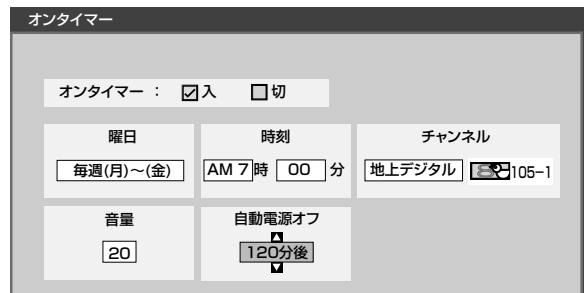 オンタイマー
オンタイマー : 入 切
曜日 時刻 チャンネル
毎週(月)～(金) AM 7時 00 分 地上デジタル 105-1
音量 自動電源オフ
20 120分後